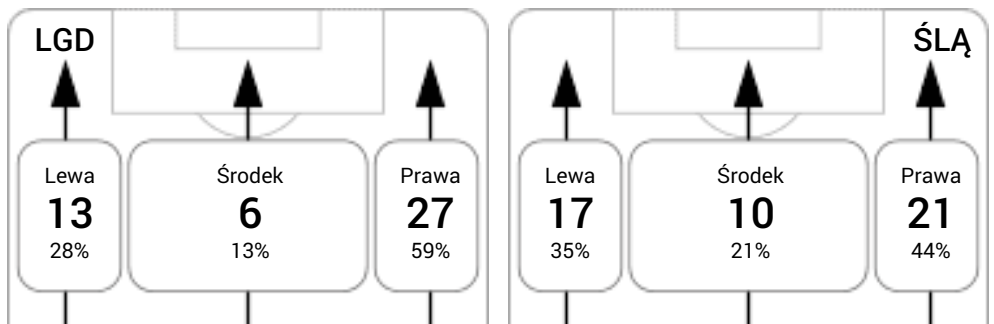 LGD
Lewa
13
28%
Środek
6
13%
Prawa
27
59%
ŚLĄ
Lewa
17
35%
Środek
10
21%
Prawa
21
44%